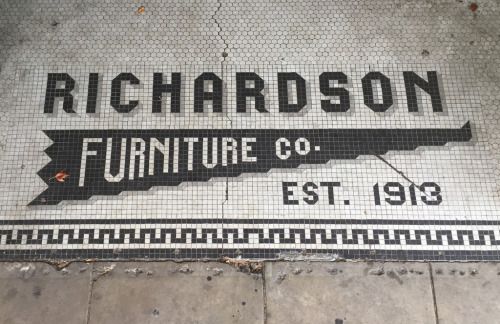 RICHARDSON
FURNITURE CO.
EST. 1913